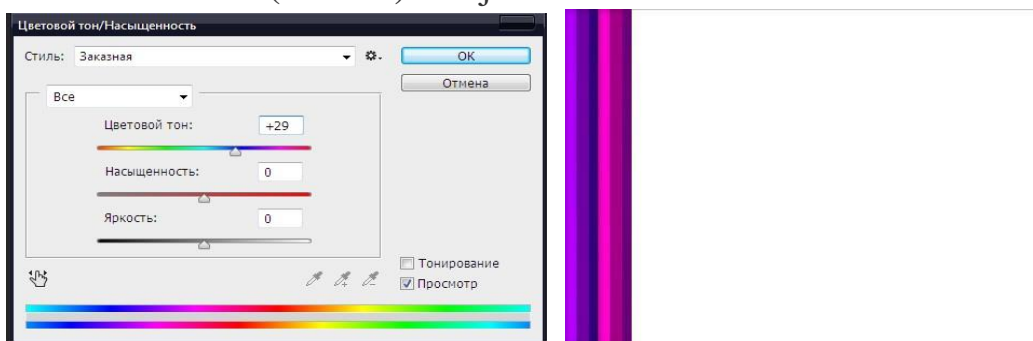 Цветовой тон/Насыщенность
Стиль: Заказная
OK
Отмена
Все
Цветовой тон: +29
Насыщенность: 0
Яркость: 0
Тонирование
Просмотр